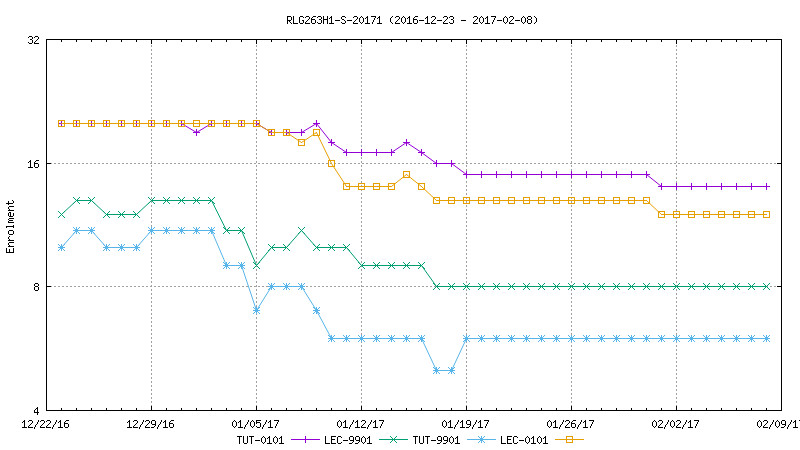 RLG263H1-S-20171 (2016-12-23 - 2017-02-08)
32
16
8
4
Enrolment
12/22/16 12/29/16 01/05/17 01/12/17 01/19/17 01/26/17 02/02/17 02/09/17
TUT-0101 LEC-9901 TUT-9901 LEC-0101